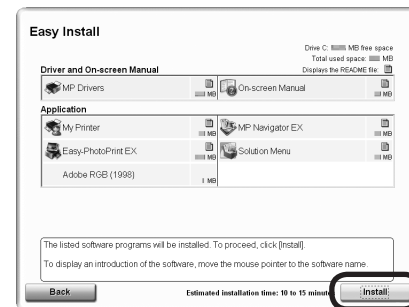 Easy Install
Drive C: MB free space
Total used space: MB
Driver and On-screen Manual Displays the README file:
MP Drivers MB On-screen Manual MB
Application
My Printer MB MP Navigator EX MB
Easy-PhotoPrint EX MB Solution Menu MB
Adobe RGB (1998) 1 MB
The listed software programs will be installed. To proceed, click [Install].
To display an introduction of the software, move the mouse pointer to the software name.
Back Estimated installation time: 10 to 15 minutes Install